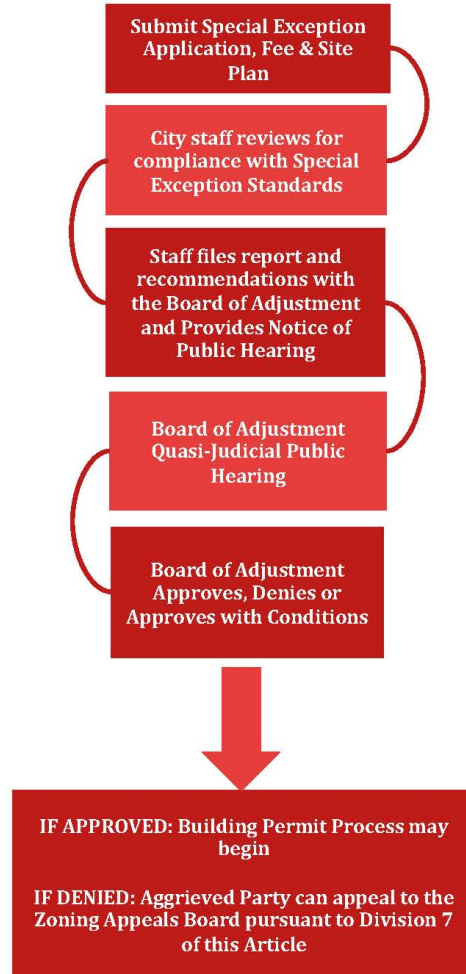 Submit Special Exception
Application, Fee & Site
Plan
City staff reviews for
compliance with Special
Exception Standards
Staff files report and
recommendations with
the Board of Adjustment
and Provides Notice of
Public Hearing
Board of Adjustment
Quasi-Judicial Public
Hearing
Board of Adjustment
Approves, Denies or
Approves with Conditions
IF APPROVED: Building Permit Process may
begin
IF DENIED: Aggrieved Party can appeal to the
Zoning Appeals Board pursuant to Division 7
of this Article